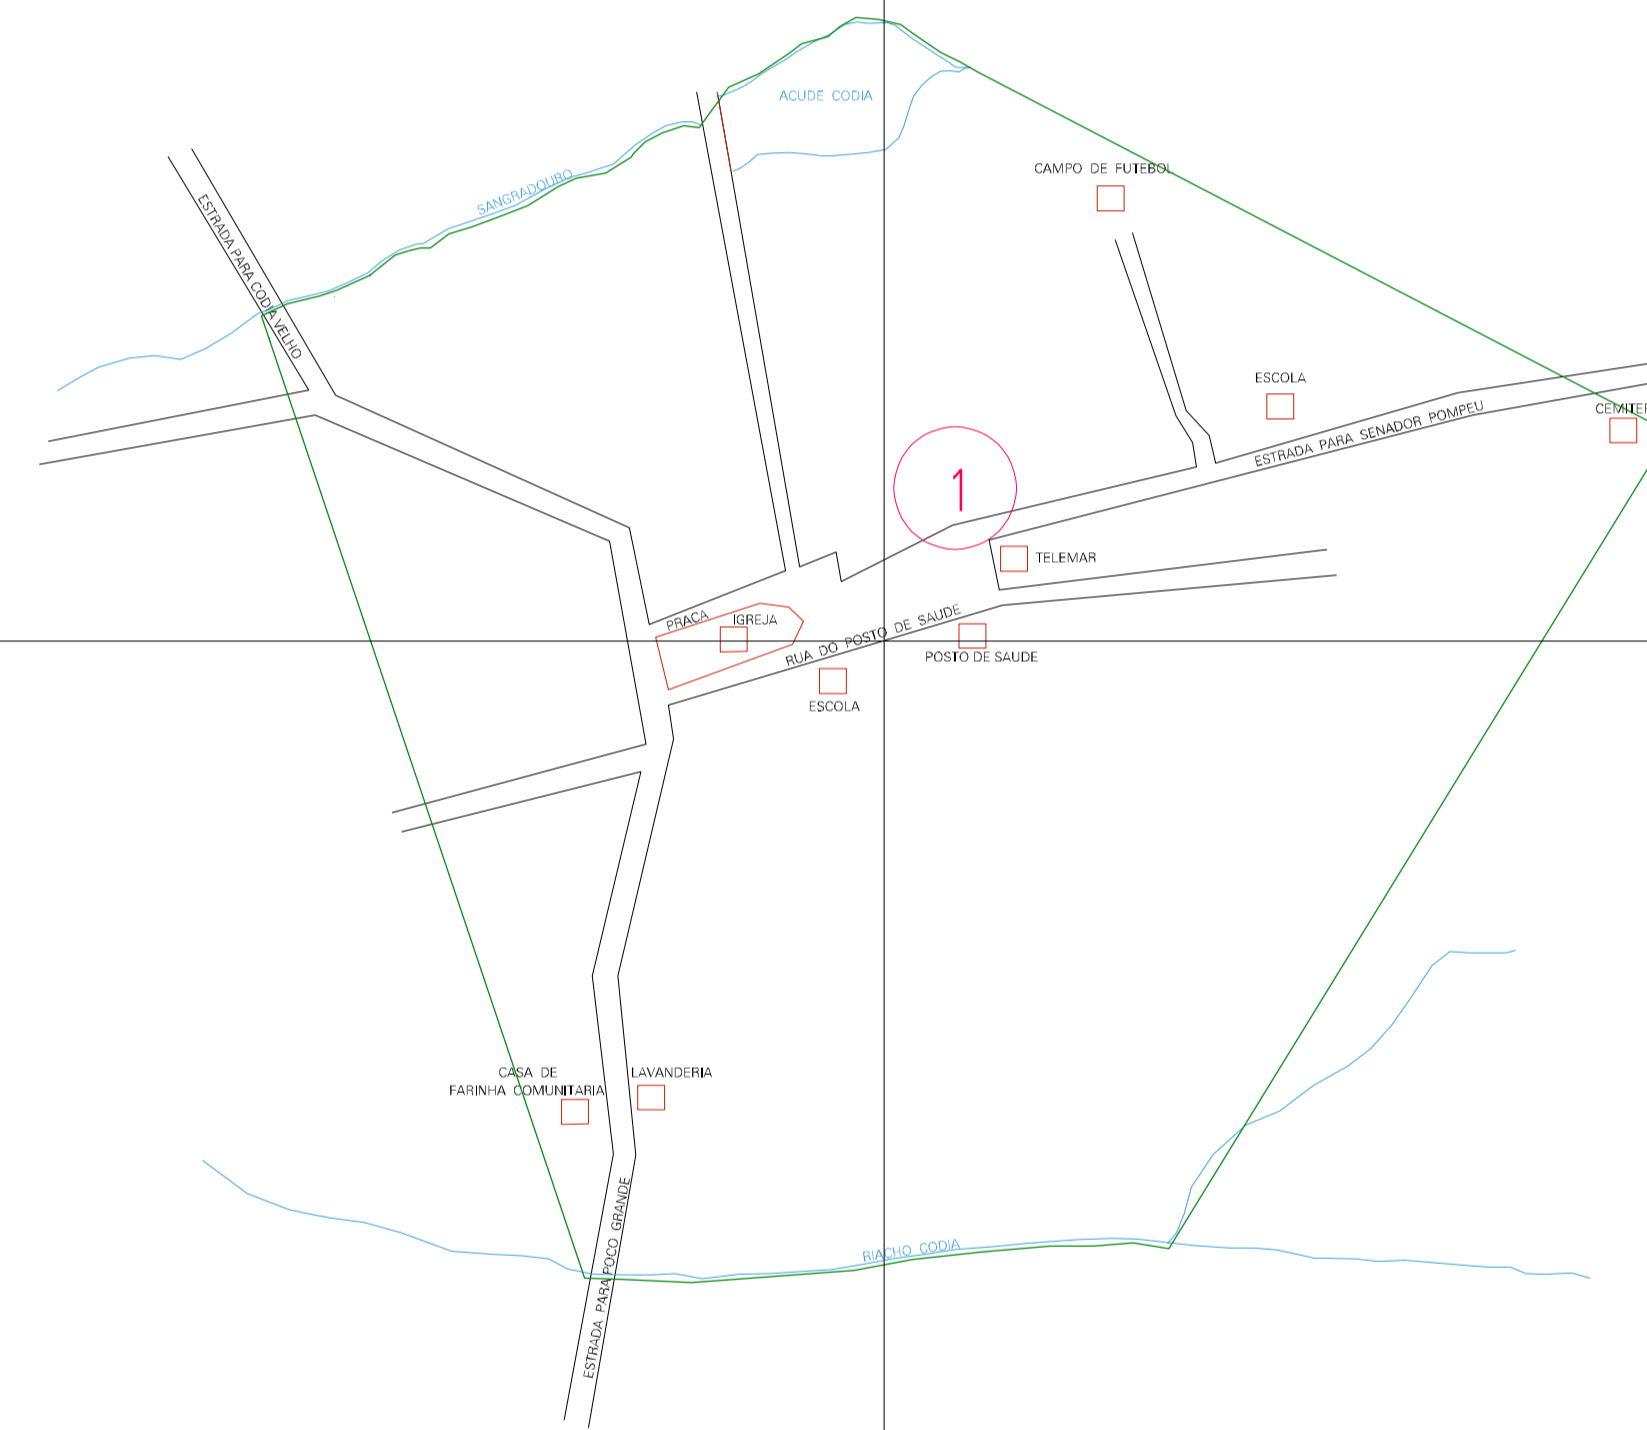 ACUDE CODIA
CAMPO DE FUTEBOL
SANGRADOURO
ESTRADA PARA CODIA VELHO
ESCOLA
CEMITER
ESTRADA PARA SENADOR POMPEU
1
TELEMAR
PRACA
IGREJA
RUA DO POSTO DE SAUDE
POSTO DE SAUDE
ESCOLA
CASA DE
FARINHA COMUNITARIA
LAVANDERIA
ESTRADA PARA POCO GRANDE
RIACHO CODIA